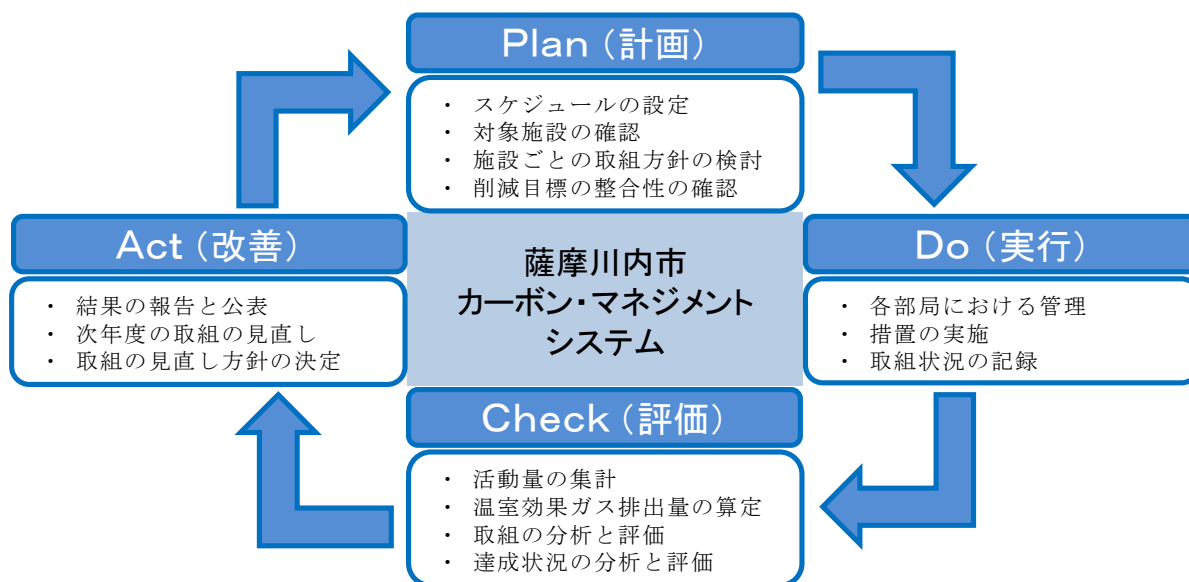 Plan（計画）
・ スケジュールの設定
・ 対象施設の確認
・ 施設ごとの取組方針の検討
・ 削減目標の整合性の確認
Act（改善）
・ 結果の報告と公表
・ 次年度の取組の見直し
・ 取組の見直し方針の決定
薩摩川内市
カーボン・マネジメント
システム
Do（実行）
・ 各部局における管理
・ 措置の実施
・ 取組状況の記録
Check（評価）
・ 活動量の集計
・ 温室効果ガス排出量の算定
・ 取組の分析と評価
・ 達成状況の分析と評価